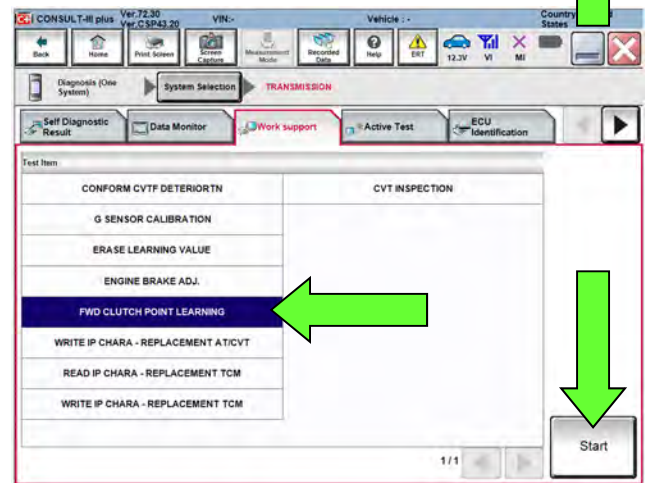 CONSULT-III plus Ver.72.30 Ver.CSP43.20 VIN:- Vehicle : - Country States
Back Home Print Screen Screen Capture Measurement Mode Recorded Data Help ERT 12.3V VI MI
Diagnosis (One System) System Selection TRANSMISSION
Self Diagnostic Result Data Monitor Work support Active Test ECU Identification
Test Item
CONFORM CVTF DETERIORTN CVT INSPECTION
G SENSOR CALIBRATION
ERASE LEARNING VALUE
ENGINE BRAKE ADJ.
FWD CLUTCH POINT LEARNING
WRITE IP CHARA - REPLACEMENT AT/CVT
READ IP CHARA - REPLACEMENT TCM
WRITE IP CHARA - REPLACEMENT TCM
1/1
Start